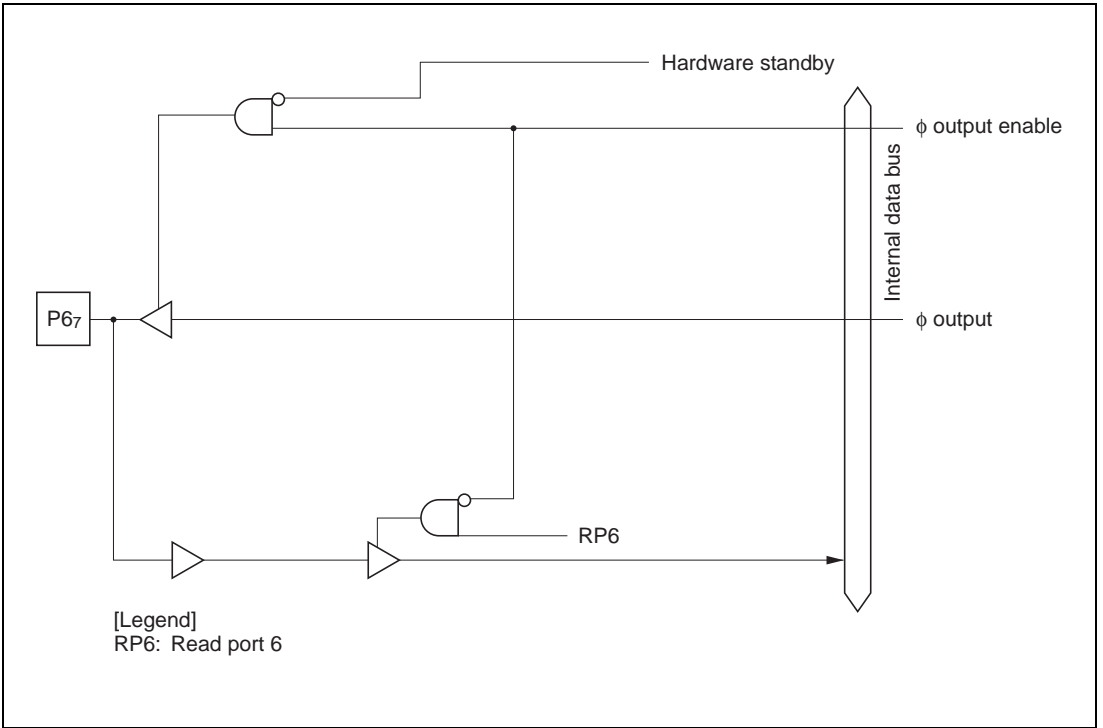 Hardware standby
ϕ output enable
Internal data bus
P6₇
ϕ output
RP6
[Legend]
RP6: Read port 6